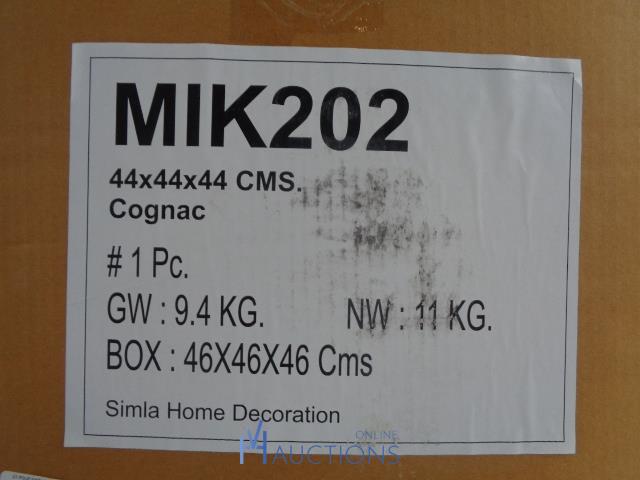 MIK202
44x44x44 CMS.
Cognac
# 1 Pc.
GW : 9.4 KG. NW : 11 KG.
BOX : 46X46X46 Cms
Simla Home Decoration
ONLINE
AUCTIONS